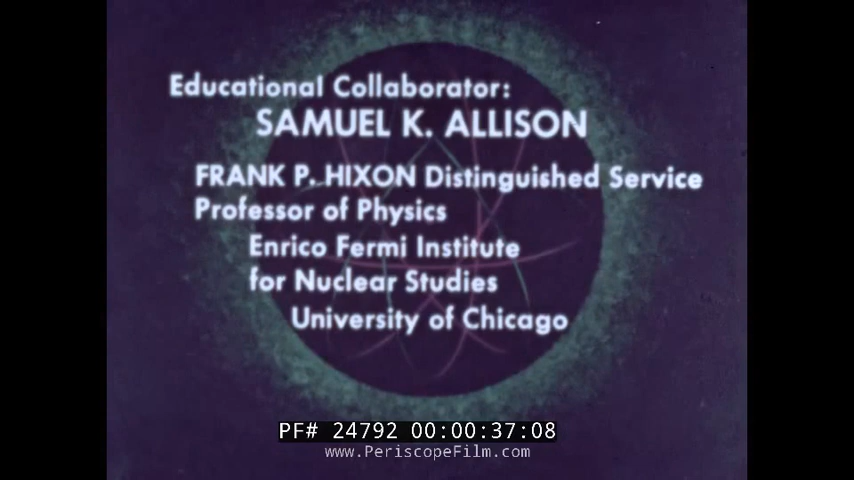 Educational Collaborator:
SAMUEL K. ALLISON
FRANK P. HIXON Distinguished Service
Professor of Physics
Enrico Fermi Institute
for Nuclear Studies
University of Chicago
PF# 24792 00:00:37:08
www.PeriscopeFilm.com